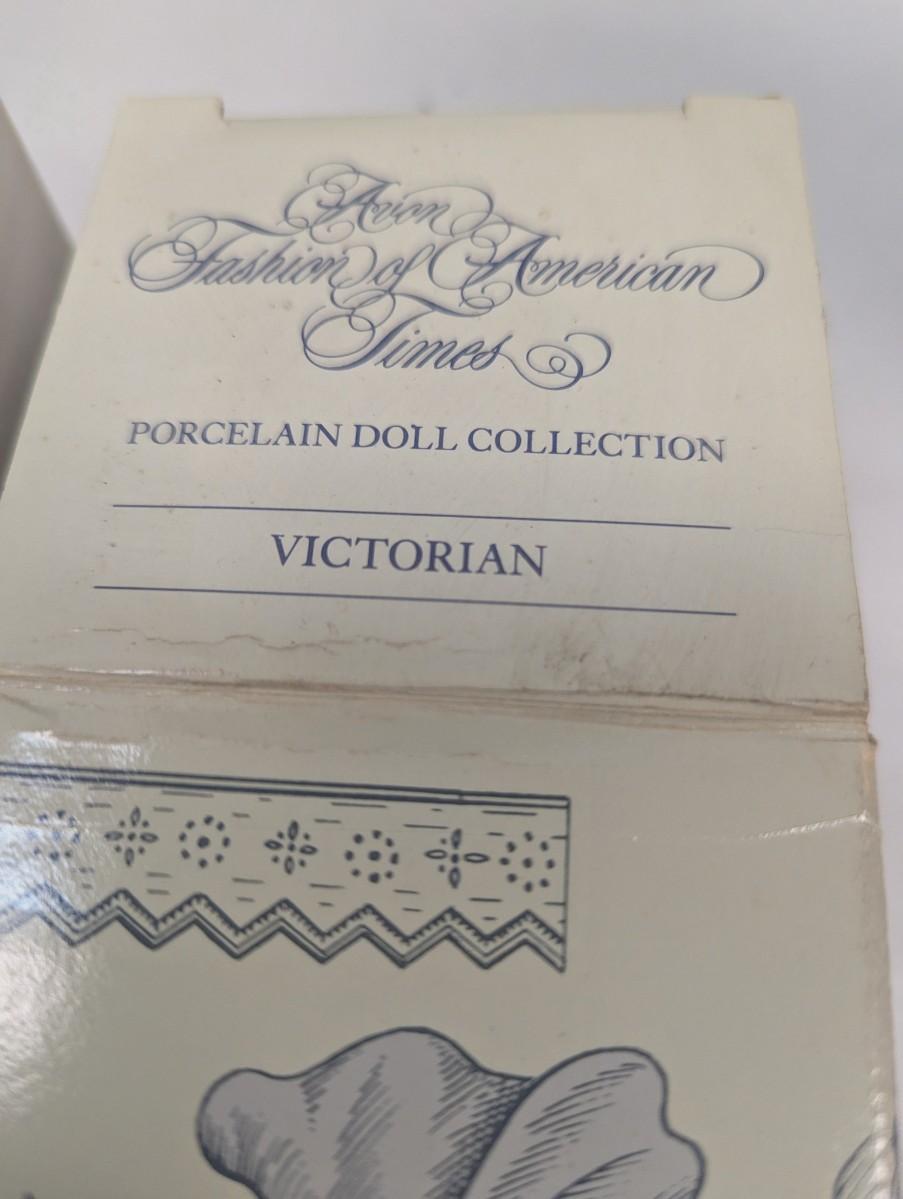 Avon
Fashion of American
Times
PORCELAIN DOLL COLLECTION
VICTORIAN